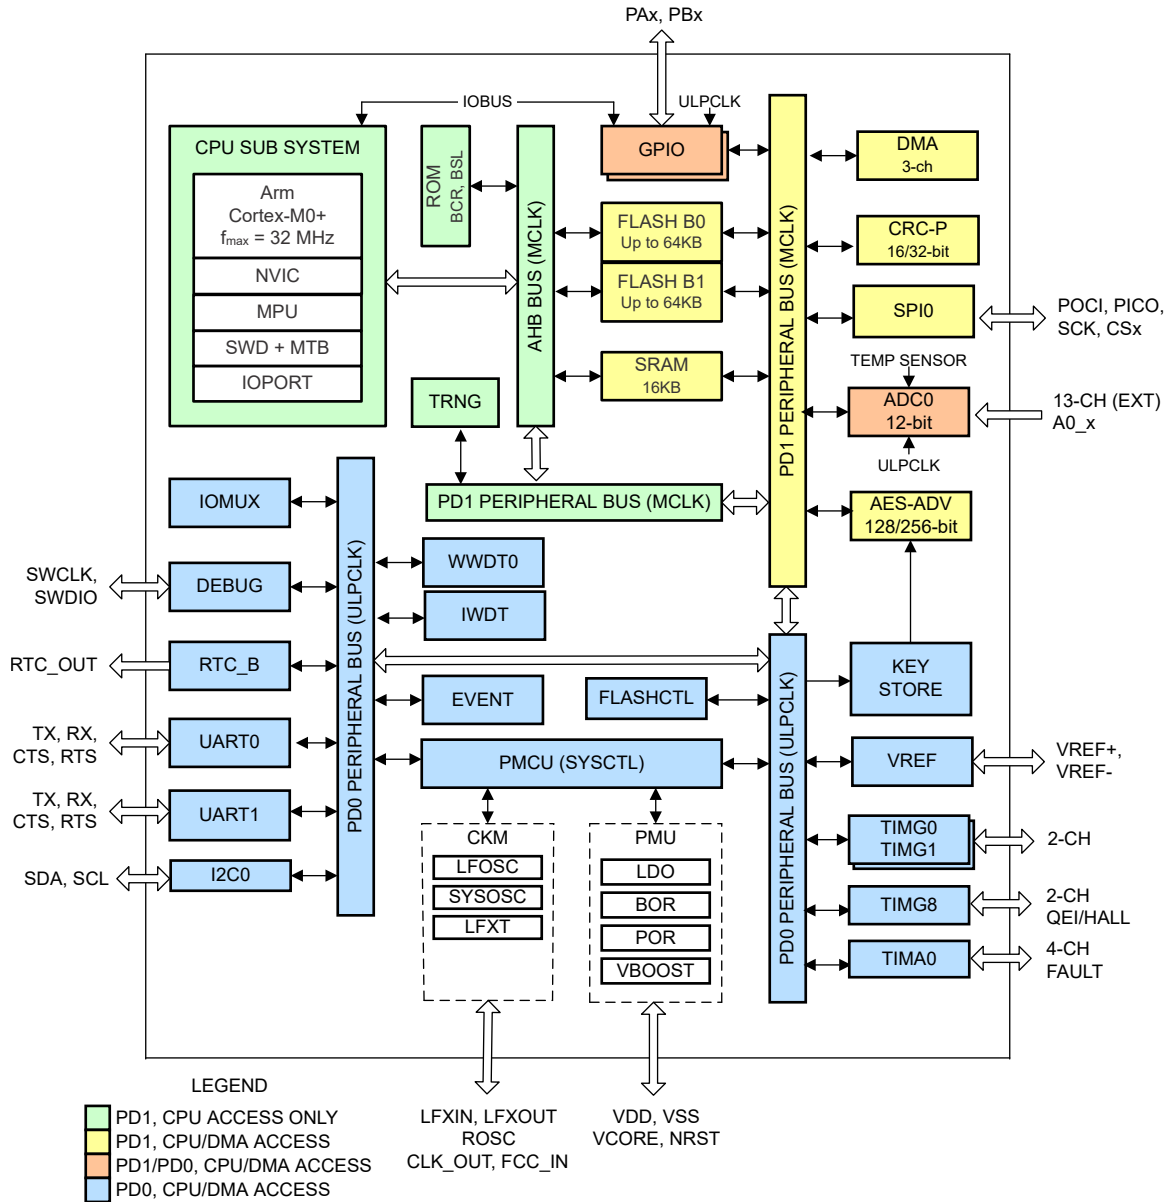 PAx, PBx
IOBUS
ULPCLK
CPU SUB SYSTEM
Arm
Cortex-M0+
fmax = 32 MHz
NVIC
MPU
SWD + MTB
IOPORT
ROM
BCR, BSL
AHB BUS (MCLK)
GPIO
FLASH B0
Up to 64KB
FLASH B1
Up to 64KB
SRAM
16KB
TRNG
PD1 PERIPHERAL BUS (MCLK)
PD1 PERIPHERAL BUS (MCLK)
DMA
3-ch
CRC-P
16/32-bit
SPI0
POCI, PICO,
SCK, CSx
TEMP SENSOR
ADC0
12-bit
ULPCLK
13-CH (EXT)
A0_x
AES-ADV
128/256-bit
IOMUX
SWCLK,
SWDIO
DEBUG
RTC_OUT
RTC_B
TX, RX,
CTS, RTS
UART0
TX, RX,
CTS, RTS
UART1
SDA, SCL
I2C0
PD0 PERIPHERAL BUS (ULPCLK)
WWDT0
IWDT
EVENT
FLASHCTL
PMCU (SYSCTL)
CKM
LFOSC
SYSOSC
LFXT
PMU
LDO
BOR
POR
VBOOST
PD0 PERIPHERAL BUS (ULPCLK)
KEY
STORE
VREF
VREF+,
VREF-
TIMG0
TIMG1
2-CH
TIMG8
2-CH
QEI/HALL
TIMA0
4-CH
FAULT
LFXIN, LFXOUT
ROSC
CLK_OUT, FCC_IN
VDD, VSS
VCORE, NRST
LEGEND
PD1, CPU ACCESS ONLY
PD1, CPU/DMA ACCESS
PD1/PD0, CPU/DMA ACCESS
PD0, CPU/DMA ACCESS